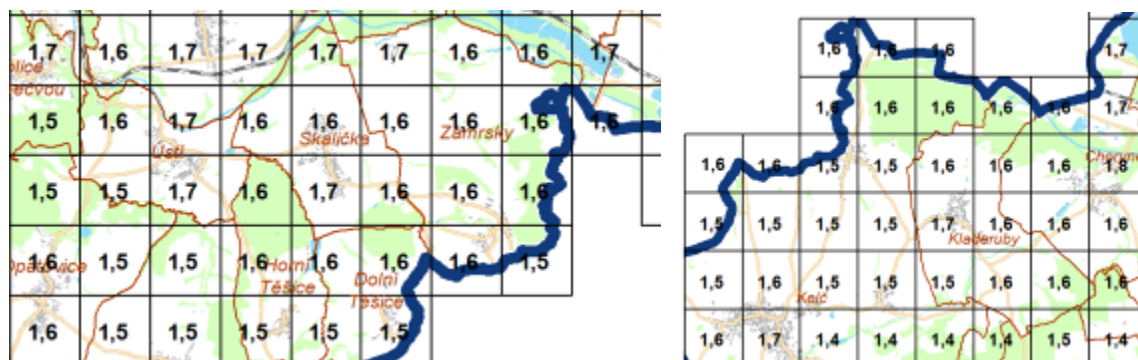 1,7 1,6 1,7 1,7 1,7 1,7 1,6 1,6 1,7
1,5 1,6 1,7 1,6 1,6 1,6 1,6 1,6
Ústí Skalička Zámrsky
1,5 1,5 1,7 1,6 1,7 1,6 1,6 1,6
1,6 1,5 1,5 1,6 1,6 1,6 1,6 1,5
Opatovice Horní Těšice Dolní Těšice
1,6 1,5 1,5 1,5 1,5 1,5
1,6 1,6 1,6 1,7
1,6 1,6 1,6 1,6 1,6 1,7
1,6 1,6 1,5 1,6 1,6 1,6 1,6 1,8
1,5 1,5 1,5 1,5 1,7 1,6 1,6 1,6
Kladeruby
1,5 1,6 1,5 1,5 1,5 1,6 1,6 1,6
Kelč
1,6 1,7 1,4 1,4 1,4 1,4 1,5 1,4